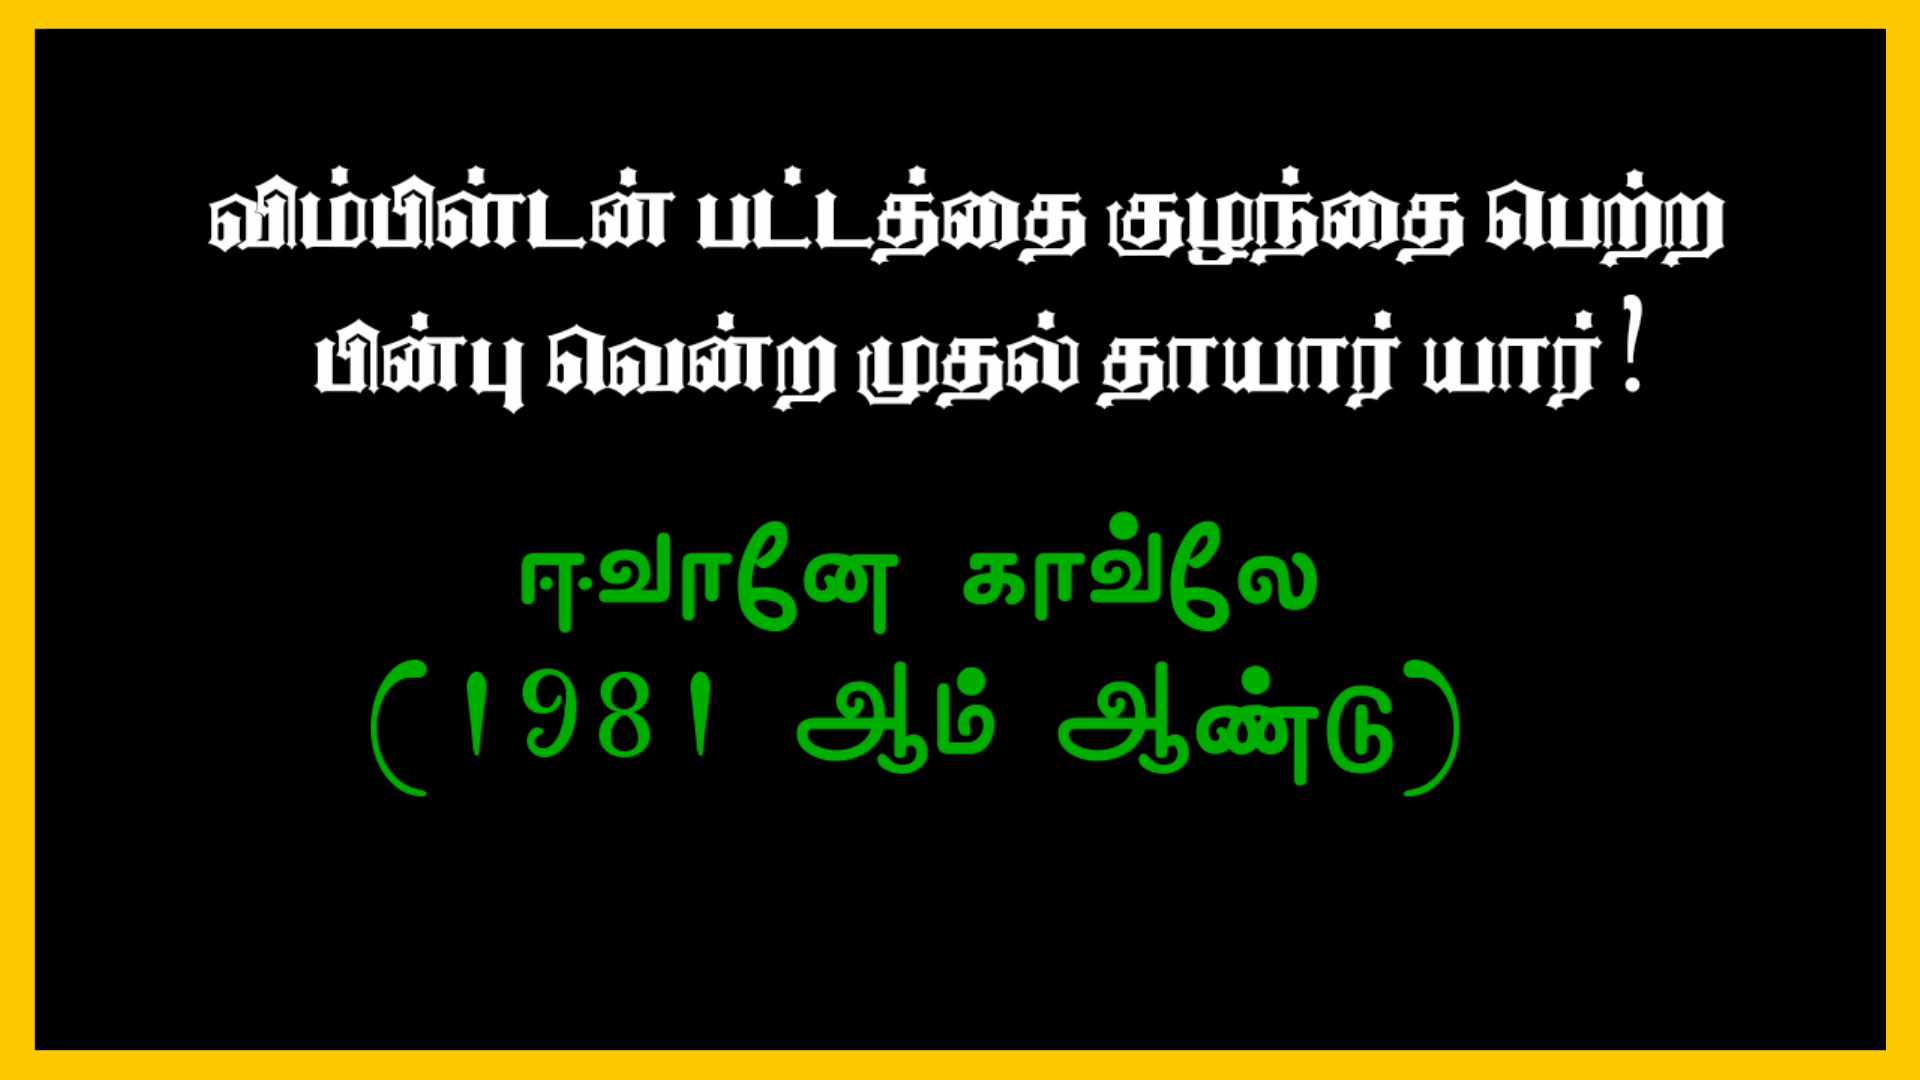 விம்பிள்டன் பட்டத்தை குழந்தை பெற்ற
பின்பு வென்ற முதல் தாயார் யார்?
ஈவானே காவ்லே
(1981 ஆம் ஆண்டு)